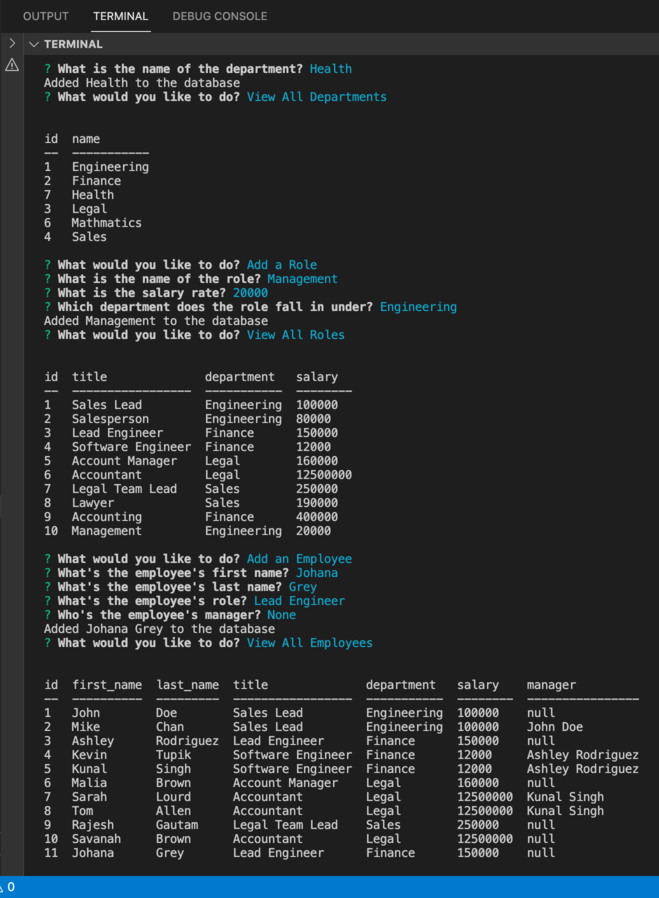 OUTPUT TERMINAL DEBUG CONSOLE
TERMINAL
? What is the name of the department? Health
Added Health to the database
? What would you like to do? View All Departments
id name
-- -----------
1 Engineering
2 Finance
7 Health
3 Legal
6 Mathmatics
4 Sales
? What would you like to do? Add a Role
? What is the name of the role? Management
? What is the salary rate? 20000
? Which department does the role fall in under? Engineering
Added Management to the database
? What would you like to do? View All Roles
id title department salary
-- ----------------- ----------- --------
1 Sales Lead Engineering 100000
2 Salesperson Engineering 80000
3 Lead Engineer Finance 150000
4 Software Engineer Finance 12000
5 Account Manager Legal 160000
6 Accountant Legal 12500000
7 Legal Team Lead Sales 250000
8 Lawyer Sales 190000
9 Accounting Finance 400000
10 Management Engineering 20000
? What would you like to do? Add an Employee
? What's the employee's first name? Johana
? What's the employee's last name? Grey
? What's the employee's role? Lead Engineer
? Who's the employee's manager? None
Added Johana Grey to the database
? What would you like to do? View All Employees
id first_name last_name title department salary manager
-- ---------- --------- ----------------- ----------- -------- ----------------
1 John Doe Sales Lead Engineering 100000 null
2 Mike Chan Sales Lead Engineering 100000 John Doe
3 Ashley Rodriguez Lead Engineer Finance 150000 null
4 Kevin Tupik Software Engineer Finance 12000 Ashley Rodriguez
5 Kunal Singh Software Engineer Finance 12000 Ashley Rodriguez
6 Malia Brown Account Manager Legal 160000 null
7 Sarah Lourd Accountant Legal 12500000 Kunal Singh
8 Tom Allen Accountant Legal 12500000 Kunal Singh
9 Rajesh Gautam Legal Team Lead Sales 250000 null
10 Savanah Brown Accountant Legal 12500000 null
11 Johana Grey Lead Engineer Finance 150000 null
0